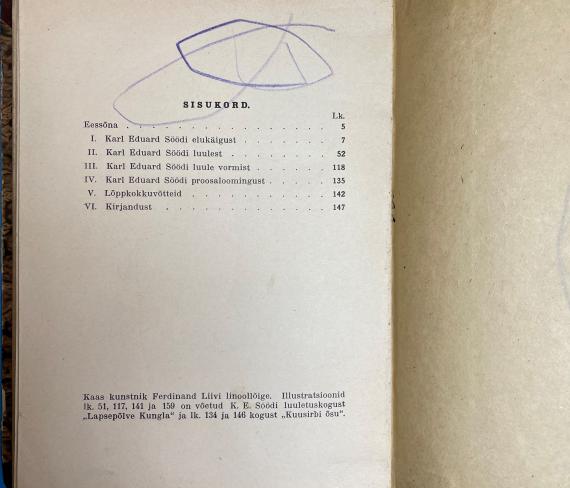 SISUKORD.
Lk.
Eessõna . . . . . . . . . . . . . . . 5
I. Karl Eduard Söödi elukäigust . . . . . . . 7
II. Karl Eduard Söödi luulest . . . . . . . . 52
III. Karl Eduard Söödi luule vormist . . . . . . 118
IV. Karl Eduard Söödi proosaloomingust . . . . . 135
V. Lõppkokkuvõtteid . . . . . . . . . . . 142
VI. Kirjandust . . . . . . . . . . . . . 147
Kaas kunstnik Ferdinand Liivi linoollõige. Illustratsioonid
lk. 51, 117, 141 ja 159 on võetud K. E. Söödi luuletuskogust
„Lapsepõlve Kungla“ ja lk. 134 ja 146 kogust „Kuusirbi õsu“.